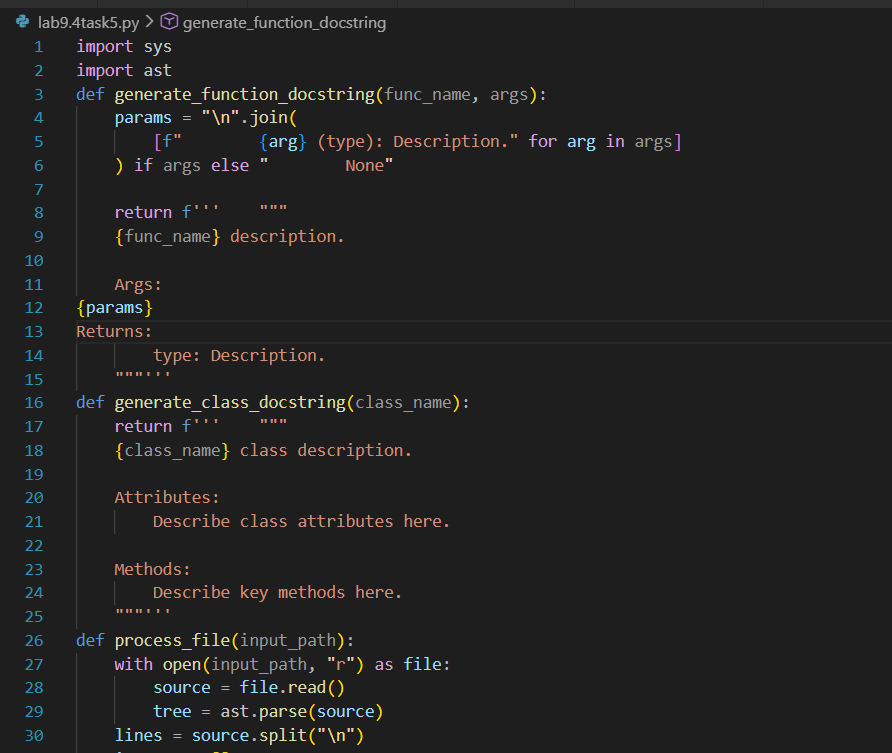 lab9.4task5.py > generate_function_docstring
1 import sys
2 import ast
3 def generate_function_docstring(func_name, args):
4     params = "\n".join(
5         [f"        {arg} (type): Description." for arg in args]
6     ) if args else "        None"
7
8     return f'''    """
9     {func_name} description.
10
11     Args:
12 {params}
13 Returns:
14         type: Description.
15     """'''
16 def generate_class_docstring(class_name):
17     return f'''    """
18     {class_name} class description.
19
20     Attributes:
21         Describe class attributes here.
22
23     Methods:
24         Describe key methods here.
25     """'''
26 def process_file(input_path):
27     with open(input_path, "r") as file:
28         source = file.read()
29         tree = ast.parse(source)
30     lines = source.split("\n")